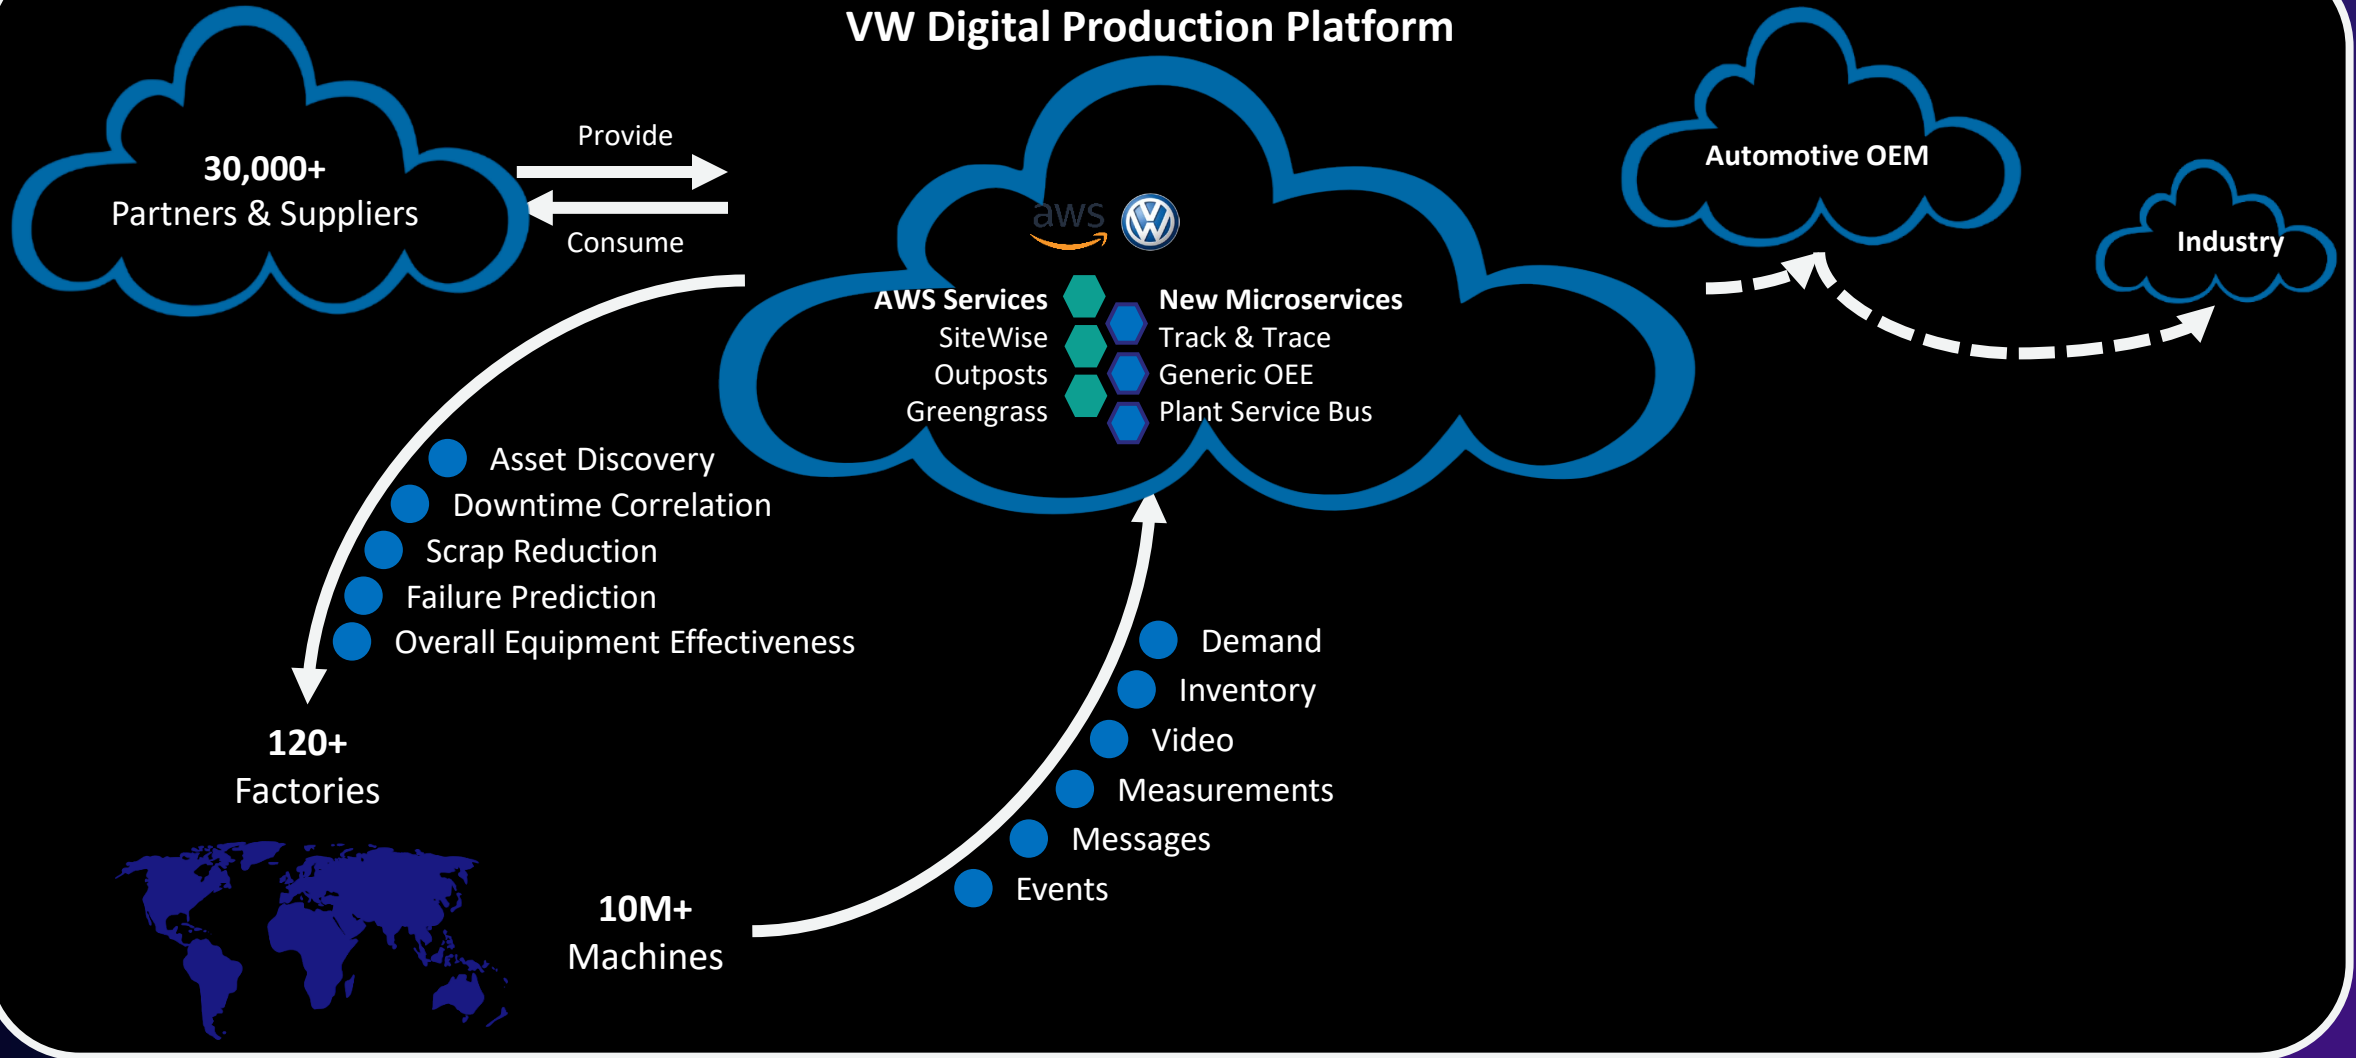 VW Digital Production Platform
30,000+
Partners & Suppliers
Provide
Consume
aws
AWS Services
SiteWise
Outposts
Greengrass
New Microservices
Track & Trace
Generic OEE
Plant Service Bus
Automotive OEM
Industry
Asset Discovery
Downtime Correlation
Scrap Reduction
Failure Prediction
Overall Equipment Effectiveness
120+
Factories
10M+
Machines
Demand
Inventory
Video
Measurements
Messages
Events